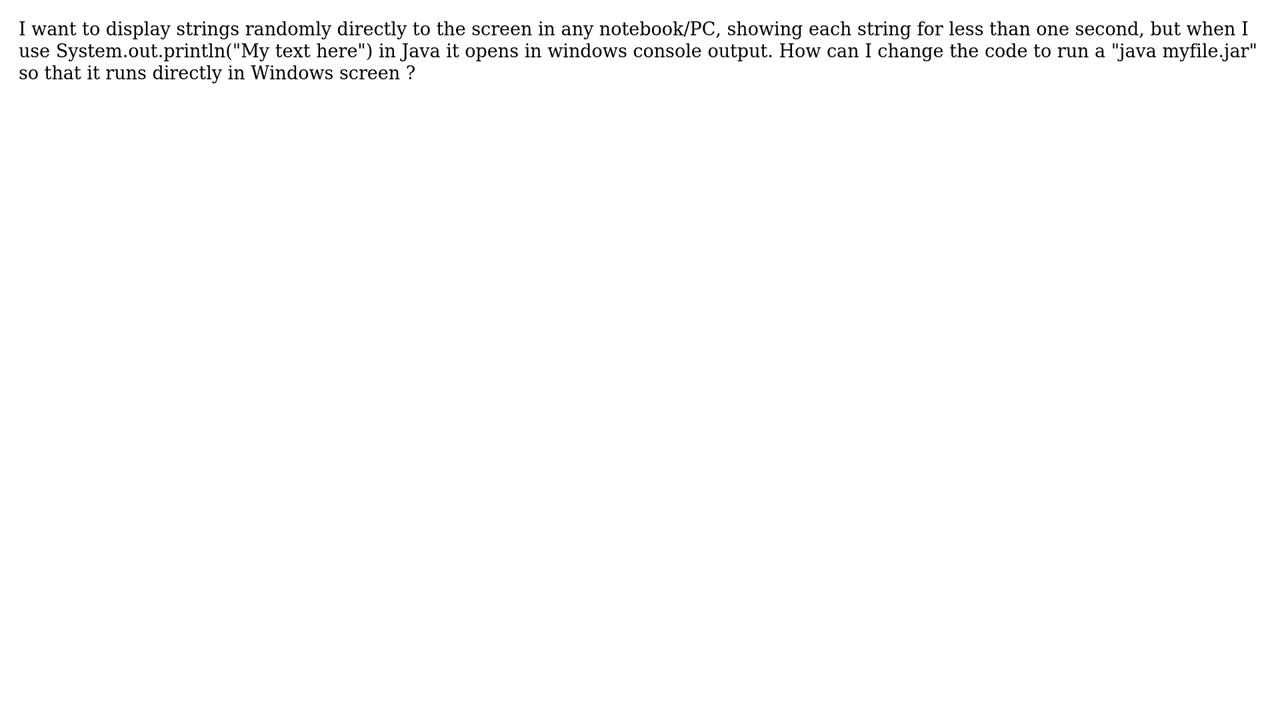 I want to display strings randomly directly to the screen in any notebook/PC, showing each string for less than one second, but when I
use System.out.println("My text here") in Java it opens in windows console output. How can I change the code to run a "java myfile.jar"
so that it runs directly in Windows screen ?